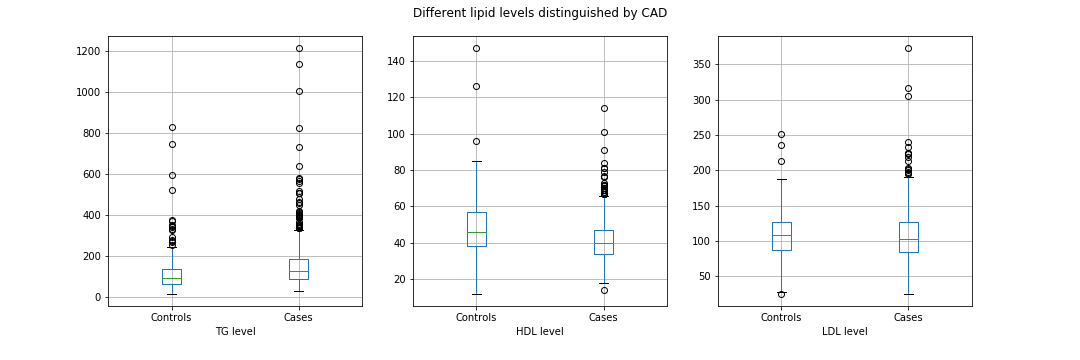 Different lipid levels distinguished by CAD
1200
1000
800
600
400
200
0
Controls
Cases
TG level
140
120
100
80
60
40
20
Controls
Cases
HDL level
350
300
250
200
150
100
50
Controls
Cases
LDL level